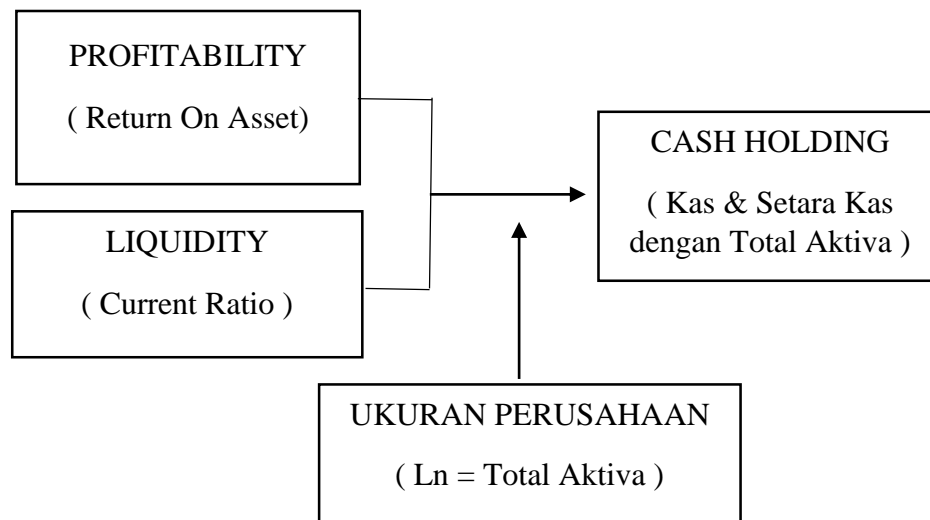 PROFITABILITY
( Return On Asset)
LIQUIDITY
( Current Ratio )
CASH HOLDING
( Kas & Setara Kas
dengan Total Aktiva )
UKURAN PERUSAHAAN
( Ln = Total Aktiva )